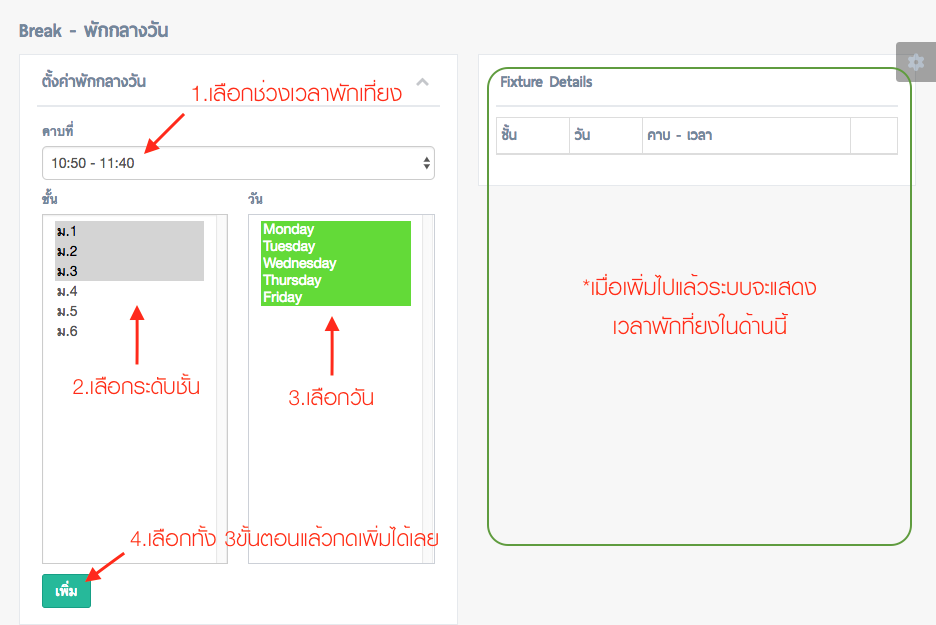 Break - พักกลางวัน
ตั้งค่าพักกลางวัน
1.เลือกช่วงเวลาพักเที่ยง
คาบที่
10:50 - 11:40
ชั้น
วัน
ม.1
ม.2
ม.3
ม.4
ม.5
ม.6
Monday
Tuesday
Wednesday
Thursday
Friday
2.เลือกระดับชั้น
3.เลือกวัน
4.เลือกทั้ง 3ขั้นตอนแล้วกดเพิ่มได้เลย
เพิ่ม
Fixture Details
ชั้น วัน คาบ - เวลา
*เมื่อเพิ่มไปแล้วระบบจะแสดง
เวลาพักที่ยงในด้านนี้